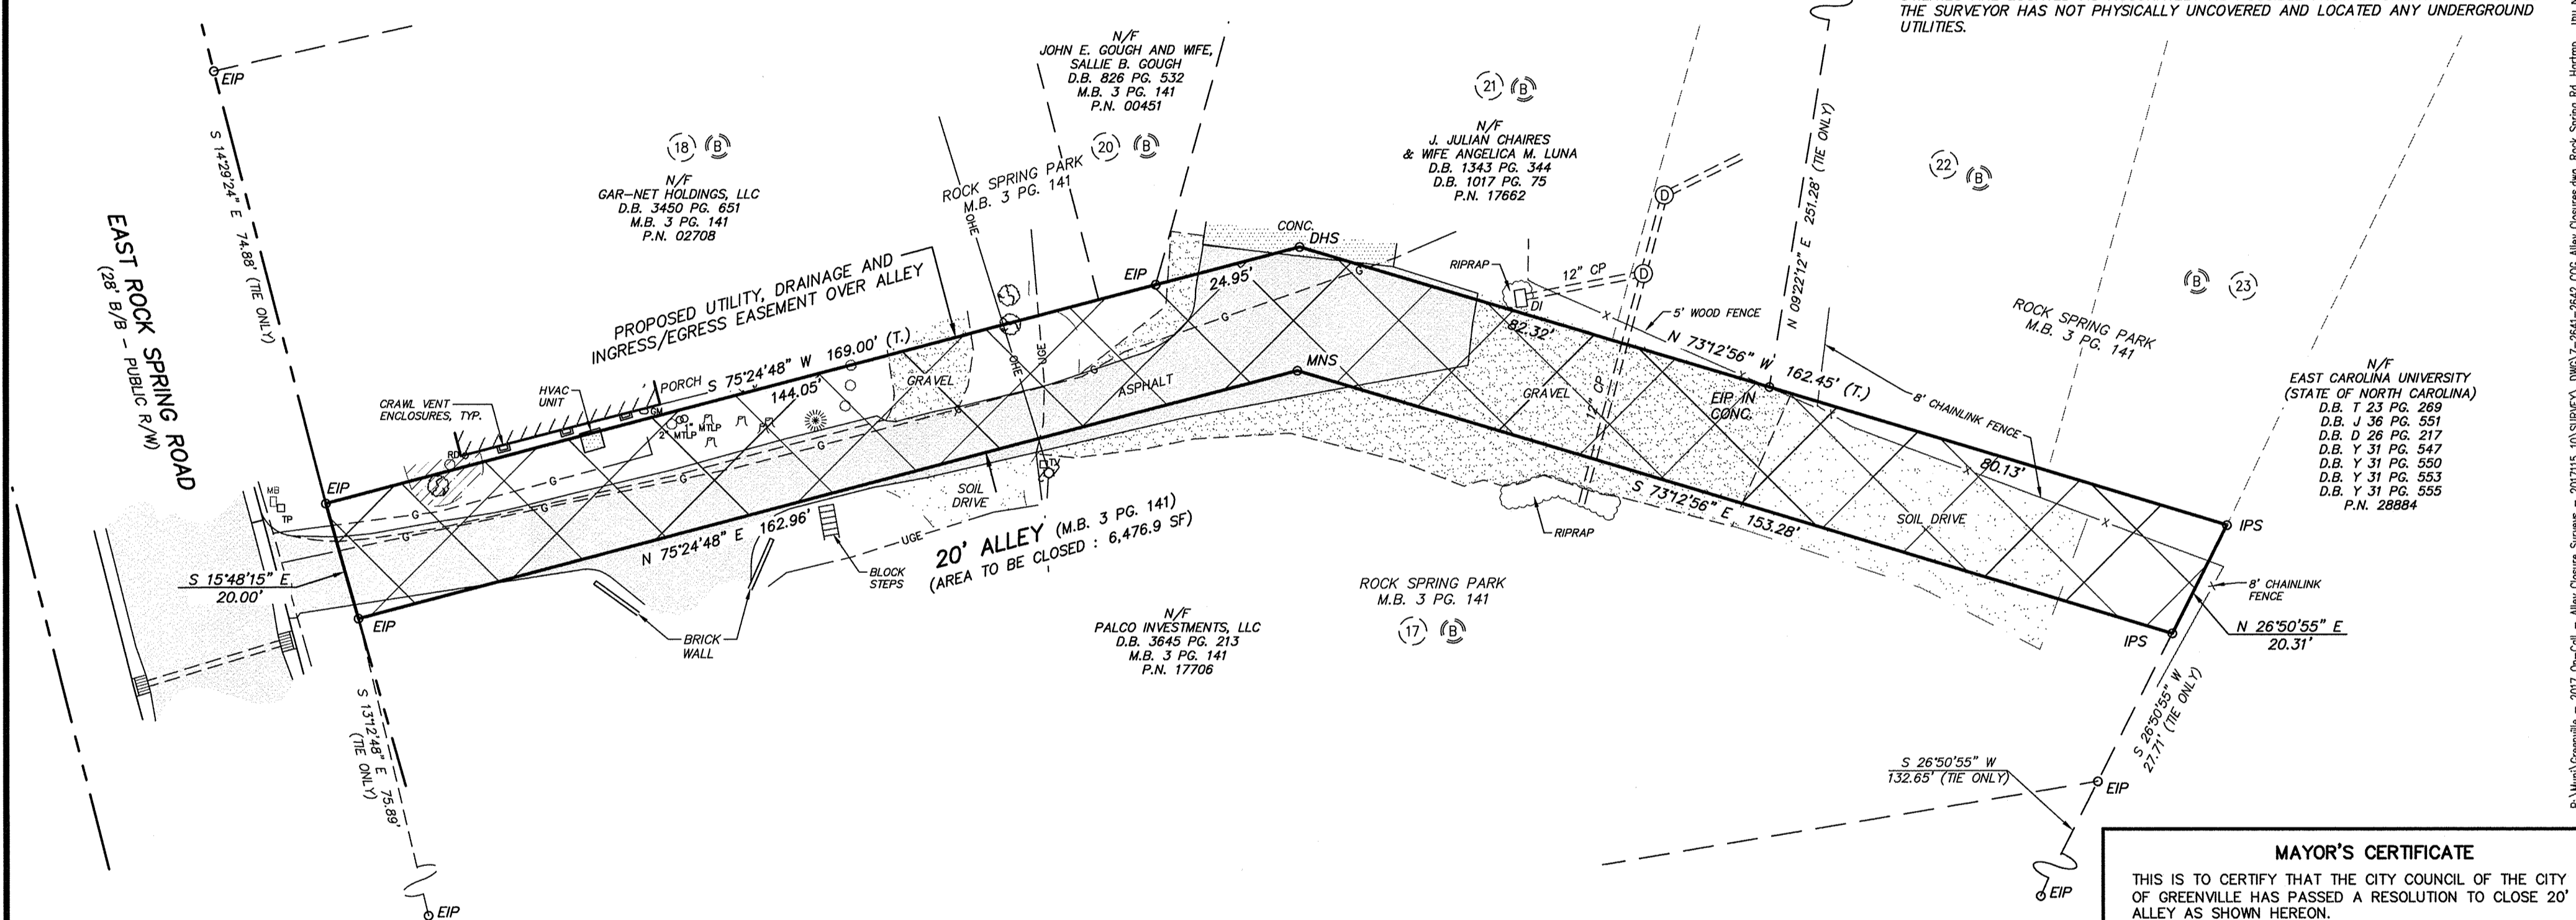 THE SURVEYOR HAS NOT PHYSICALLY UNCOVERED AND LOCATED ANY UNDERGROUND
UTILITIES.
EIP
S 14°29'24" E 74.88' (TIE ONLY)
EAST ROCK SPRING ROAD
(28' B/B - PUBLIC R/W)
18 B
N/F
GAR-NET HOLDINGS, LLC
D.B. 3450 PG. 651
M.B. 3 PG. 141
P.N. 02708
N/F
JOHN E. GOUGH AND WIFE,
SALLIE B. GOUGH
D.B. 826 PG. 532
M.B. 3 PG. 141
P.N. 00451
20 B
ROCK SPRING PARK
M.B. 3 PG. 141
21 B
N/F
J. JULIAN CHAIRES
& WIFE ANGELICA M. LUNA
D.B. 1343 PG. 344
D.B. 1017 PG. 75
P.N. 17662
N 09°22'12" E 251.28' (TIE ONLY)
22 B
B 23
ROCK SPRING PARK
M.B. 3 PG. 141
N/F
EAST CAROLINA UNIVERSITY
(STATE OF NORTH CAROLINA)
D.B. T 23 PG. 269
D.B. J 36 PG. 551
D.B. D 26 PG. 217
D.B. Y 31 PG. 547
D.B. Y 31 PG. 550
D.B. Y 31 PG. 553
D.B. Y 31 PG. 555
P.N. 28884
PROPOSED UTILITY, DRAINAGE AND
INGRESS/EGRESS EASEMENT OVER ALLEY
OHE
OHE
UGE
EIP
24.95'
CONC.
DHS
G
G
G
G
G
G
G
G
RIPRAP
12" CP
D
D
DI
5' WOOD FENCE
X
X
82.32'
N 73°12'56" W 162.45' (T.)
EIP IN
CONC.
8' CHAINLINK FENCE
X
X
X
80.13'
IPS
CRAWL VENT
ENCLOSURES, TYP.
HVAC
UNIT
PORCH
GM
RD
S 75°24'48" W 169.00' (T.)
144.05'
2" MTLP
1" MTLP
GRAVEL
ASPHALT
MNS
GRAVEL
12" CP
SOIL DRIVE
EIP
MB
TP
S 15°48'15" E
20.00'
EIP
N 75°24'48" E 162.96'
SOIL
DRIVE
TV
UGE
20' ALLEY (M.B. 3 PG. 141)
(AREA TO BE CLOSED : 6,476.9 SF)
BLOCK
STEPS
BRICK
WALL
S 73°12'56" E 153.28'
RIPRAP
ROCK SPRING PARK
M.B. 3 PG. 141
17 B
N/F
PALCO INVESTMENTS, LLC
D.B. 3645 PG. 213
M.B. 3 PG. 141
P.N. 17706
X
8' CHAINLINK
FENCE
N 26°50'55" E
20.31'
IPS
S 26°50'55" W
27.71' (TIE ONLY)
S 26°50'55" W
132.65' (TIE ONLY)
EIP
EIP
S 13°12'48" E 75.89'
(TIE ONLY)
EIP
MAYOR'S CERTIFICATE
THIS IS TO CERTIFY THAT THE CITY COUNCIL OF THE CITY
OF GREENVILLE HAS PASSED A RESOLUTION TO CLOSE 20'
ALLEY AS SHOWN HEREON.